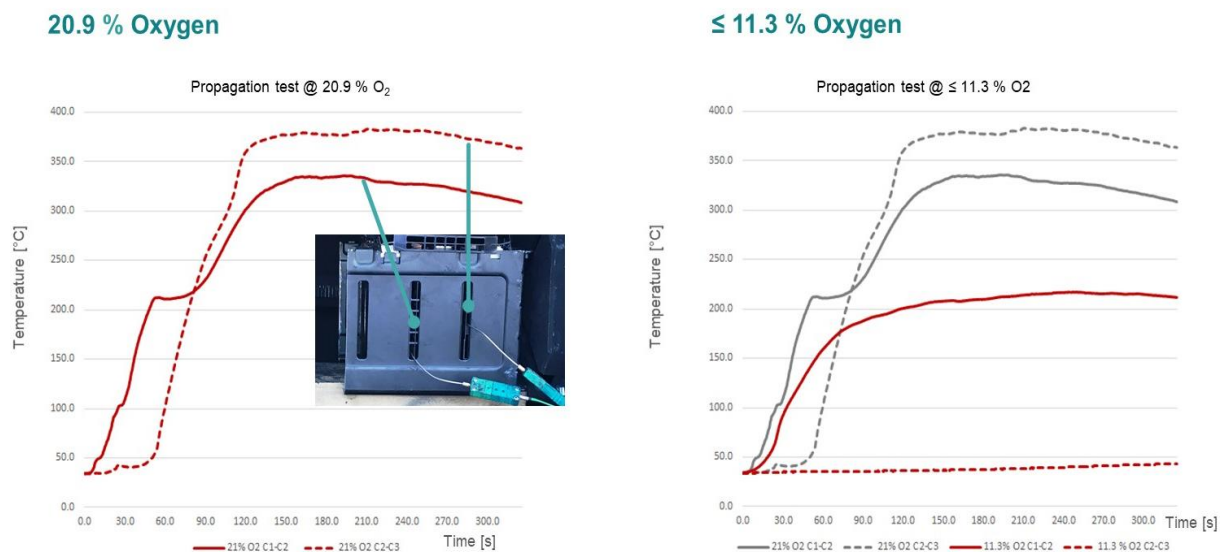 20.9 % Oxygen
≤ 11.3 % Oxygen
Propagation test @ 20.9 % O₂
Temperature [°C]
400.0
350.0
300.0
250.0
200.0
150.0
100.0
50.0
0.0
0.0 30.0 60.0 90.0 120.0 150.0 180.0 210.0 240.0 270.0 300.0
Time [s]
21% O2 C1-C2 21% O2 C2-C3
Propagation test @ ≤ 11.3 % O2
Temperature [°C]
400.0
350.0
300.0
250.0
200.0
150.0
100.0
50.0
0.0
0.0 30.0 60.0 90.0 120.0 150.0 180.0 210.0 240.0 270.0 300.0
Time [s]
21% O2 C1-C2 21% O2 C2-C3 11.3% O2 C1-C2 11.3 % O2 C2-C3